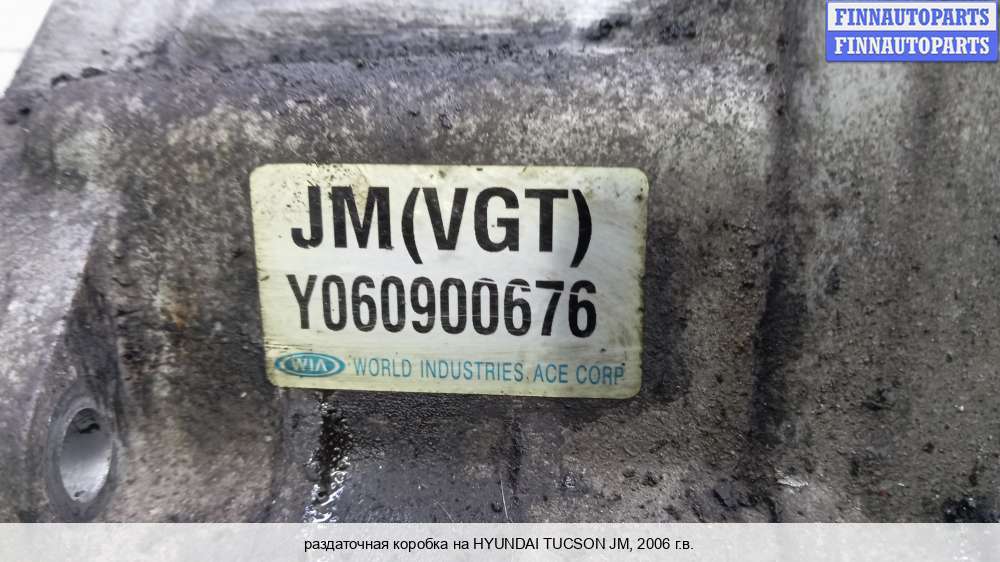 FINNAUTOPARTS
FINNAUTOPARTS
JM(VGT)
Y060900676
WIA WORLD INDUSTRIES ACE CORP
раздаточная коробка на HYUNDAI TUCSON JM, 2006 г.в.